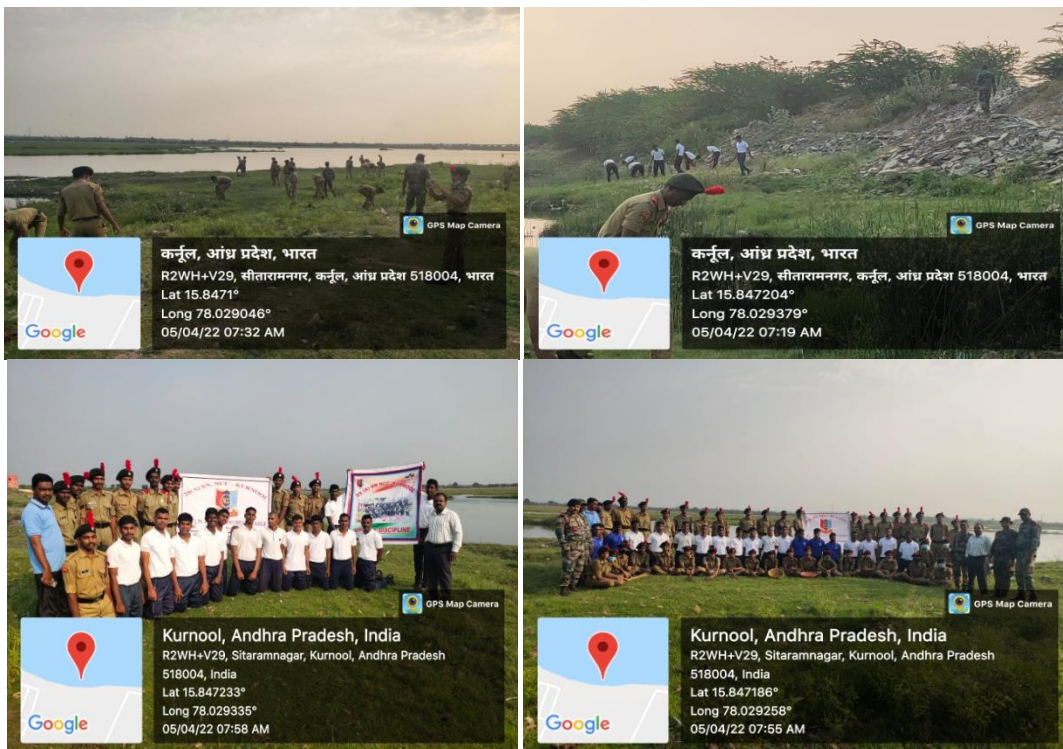 GPS Map Camera
कर्नूल, आंध्र प्रदेश, भारत
R2WH+V29, सीतारामनगर, कर्नूल, आंध्र प्रदेश 518004, भारत
Lat 15.8471°
Long 78.029046°
05/04/22 07:32 AM
Google
GPS Map Camera
कर्नूल, आंध्र प्रदेश, भारत
R2WH+V29, सीतारामनगर, कर्नूल, आंध्र प्रदेश 518004, भारत
Lat 15.847204°
Long 78.029379°
05/04/22 07:19 AM
Google
NCC - KURNOOL
DISCIPLINE
GPS Map Camera
Kurnool, Andhra Pradesh, India
R2WH+V29, Sitaramnagar, Kurnool, Andhra Pradesh
518004, India
Lat 15.847233°
Long 78.029335°
05/04/22 07:58 AM
Google
GPS Map Camera
Kurnool, Andhra Pradesh, India
R2WH+V29, Sitaramnagar, Kurnool, Andhra Pradesh
518004, India
Lat 15.847186°
Long 78.029258°
05/04/22 07:55 AM
Google